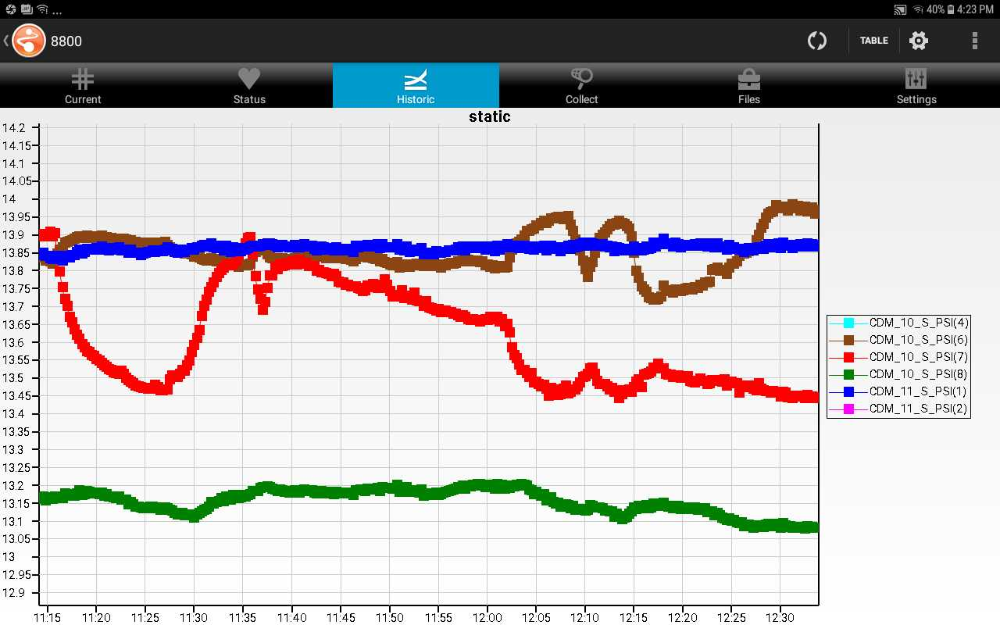 ... 40% 4:23 PM
8800 TABLE
Current Status Historic Collect Files Settings
static
14.2
14.15
14.1
14.05
14
13.95
13.9
13.85
13.8
13.75
13.7
13.65
13.6
13.55
13.5
13.45
13.4
13.35
13.3
13.25
13.2
13.15
13.1
13.05
13
12.95
12.9
11:15 11:20 11:25 11:30 11:35 11:40 11:45 11:50 11:55 12:00 12:05 12:10 12:15 12:20 12:25 12:30
CDM_10_S_PSI(4)
CDM_10_S_PSI(6)
CDM_10_S_PSI(7)
CDM_10_S_PSI(8)
CDM_11_S_PSI(1)
CDM_11_S_PSI(2)